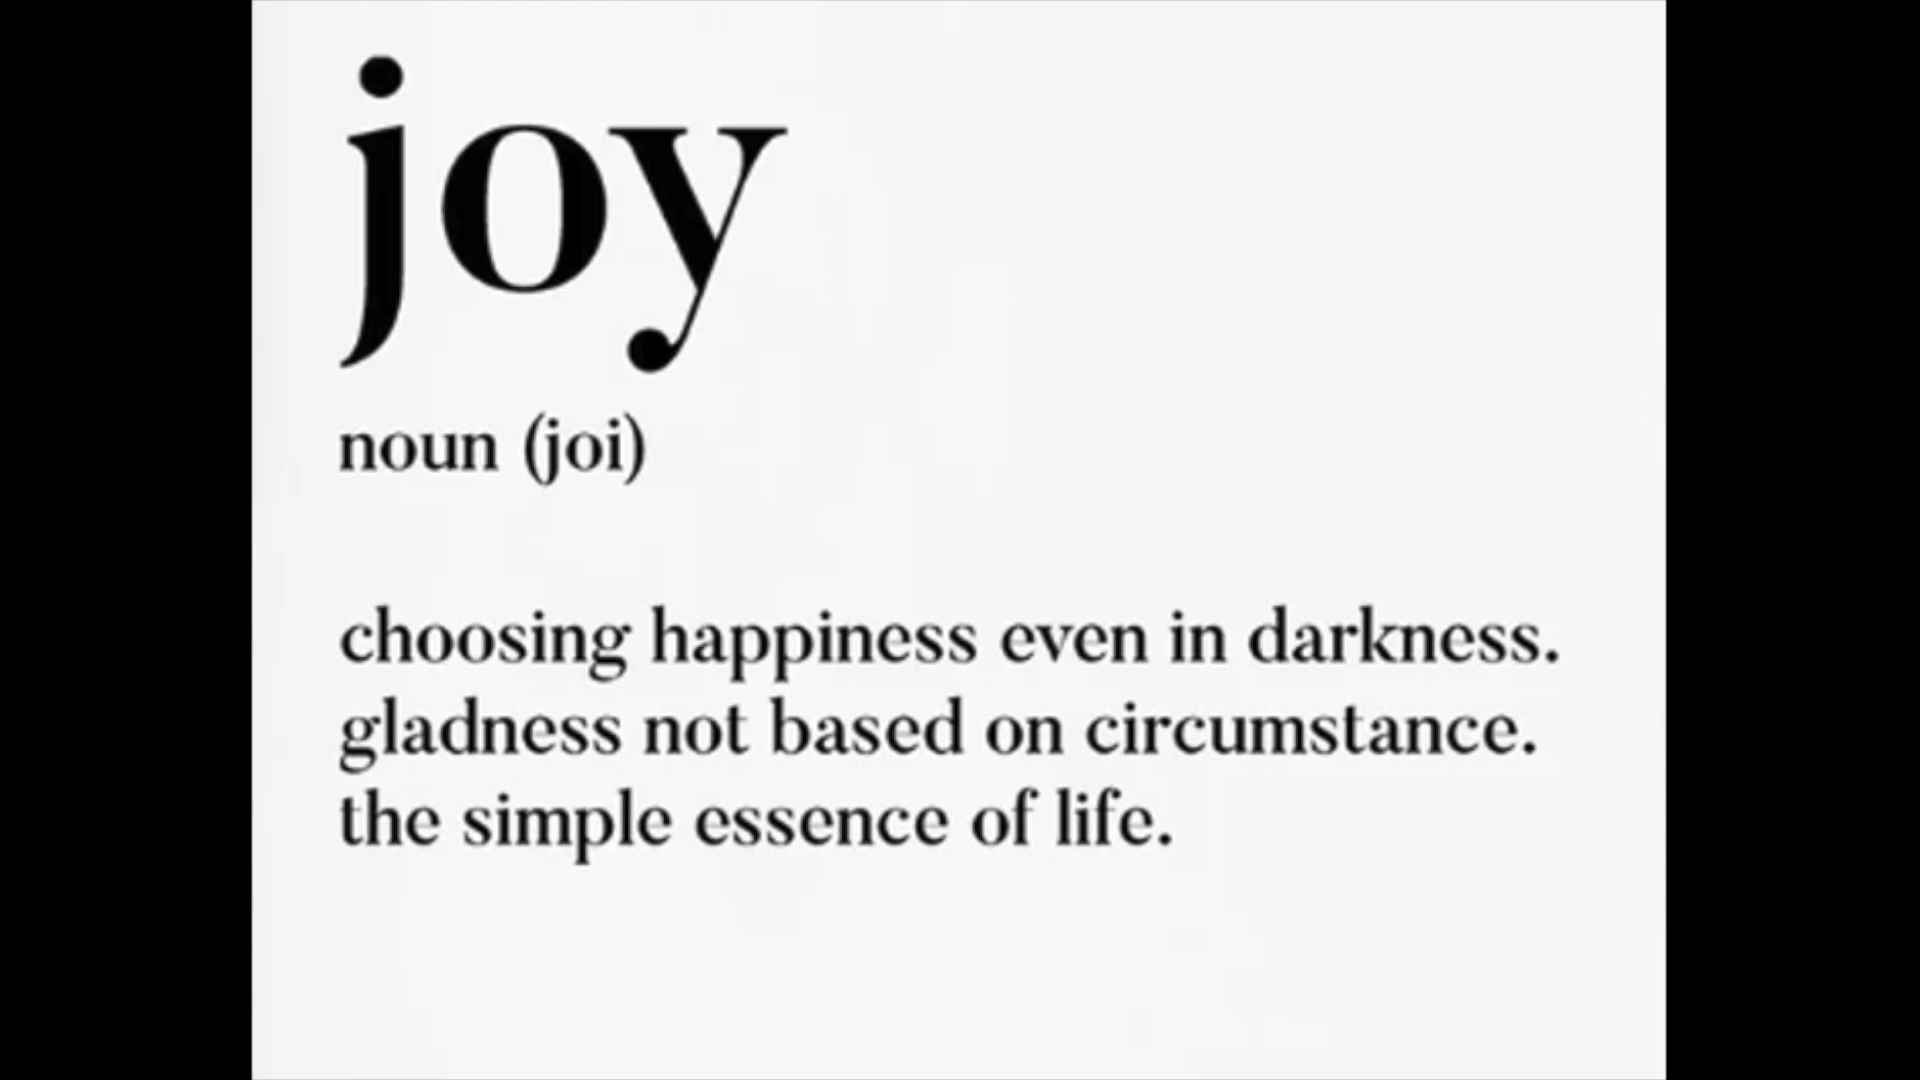 joy
noun (joi)
choosing happiness even in darkness.
gladness not based on circumstance.
the simple essence of life.